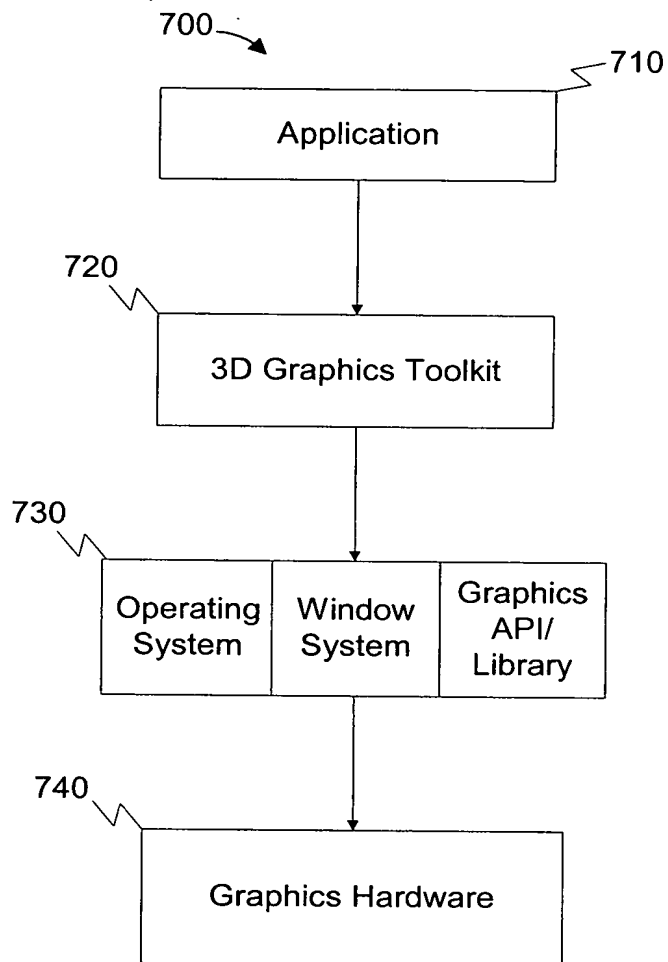 700
710
Application
720
3D Graphics Toolkit
730
Operating
System
Window
System
Graphics
API/
Library
740
Graphics Hardware